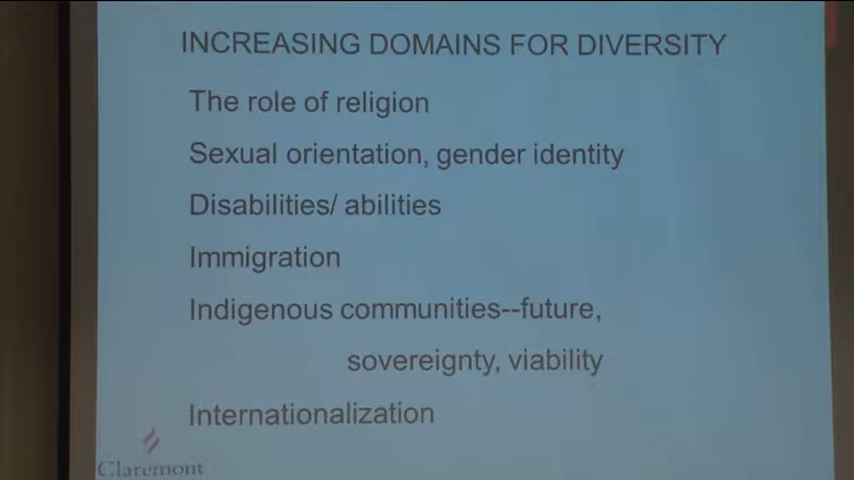 INCREASING DOMAINS FOR DIVERSITY
The role of religion
Sexual orientation, gender identity
Disabilities/ abilities
Immigration
Indigenous communities--future,
sovereignty, viability
Internationalization
Claremont